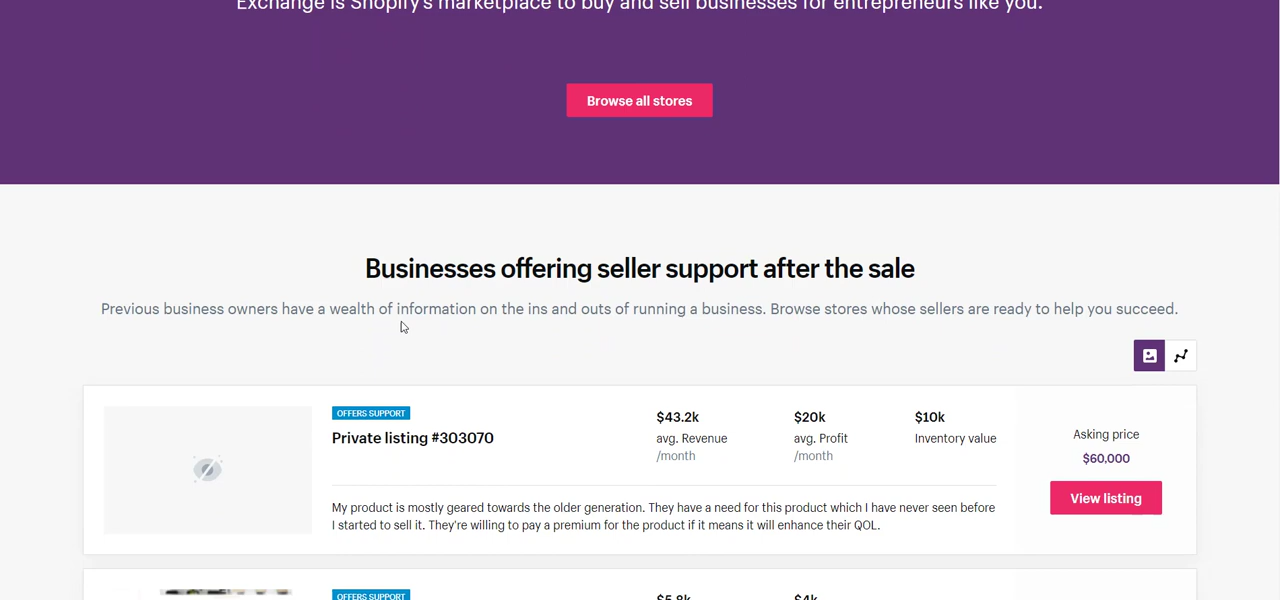 Exchange is Shopify's marketplace to buy and sell businesses for entrepreneurs like you.
Browse all stores
Businesses offering seller support after the sale
Previous business owners have a wealth of information on the ins and outs of running a business. Browse stores whose sellers are ready to help you succeed.
OFFERS SUPPORT
Private listing #303070
$43.2k
avg. Revenue
/month
$20k
avg. Profit
/month
$10k
Inventory value
My product is mostly geared towards the older generation. They have a need for this product which I have never seen before
I started to sell it. They're willing to pay a premium for the product if it means it will enhance their QOL.
Asking price
$60,000
View listing
OFFERS SUPPORT
$5.8k
$4k